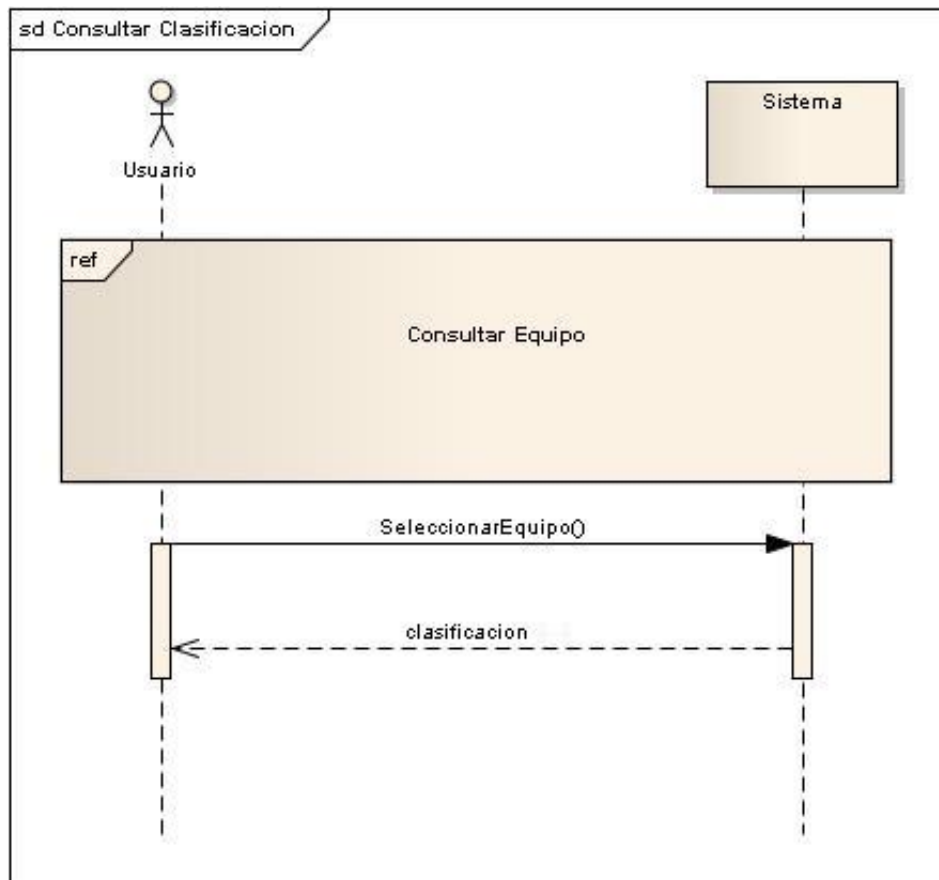 sd Consultar Clasificacion
Usuario
Sistema
ref
Consultar Equipo
SeleccionarEquipo()
clasificacion